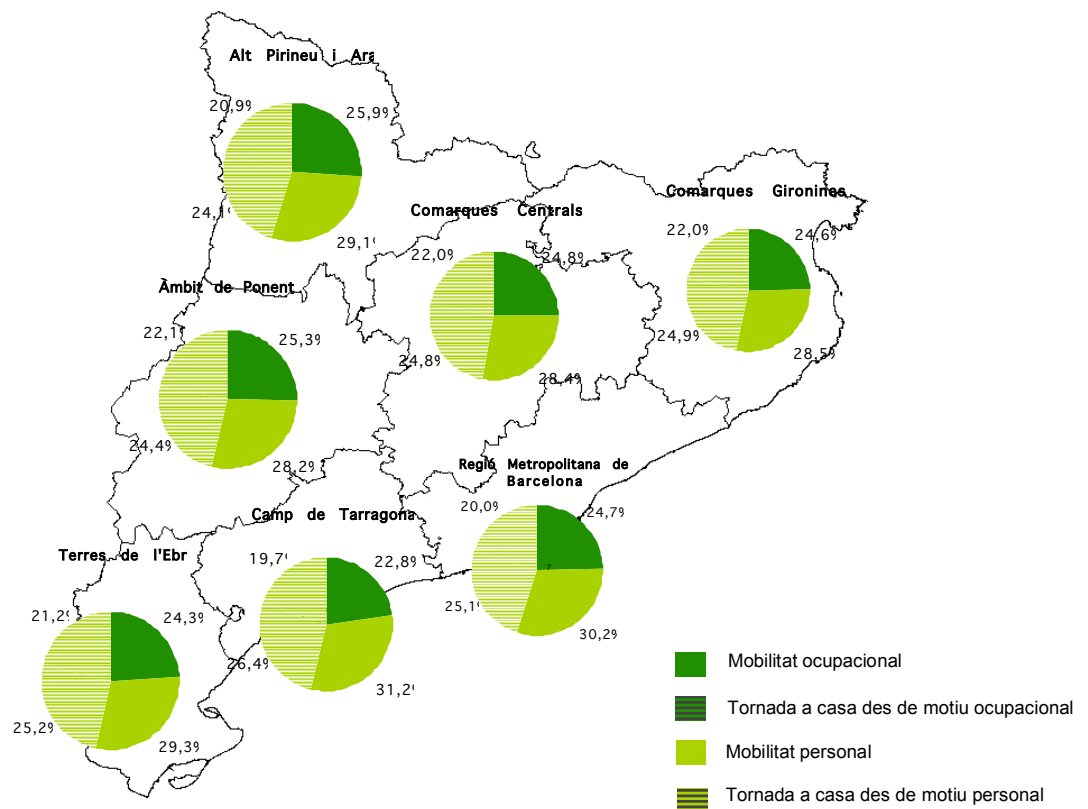 Alt Pirineu i Ara
20,9%
25,9%
24,1%
29,1%
Comarques Gironines
22,0%
24,6%
24,9%
28,5%
Comarques Centrals
22,0%
24,8%
24,8%
28,4%
Àmbit de Ponent
22,1%
25,3%
24,4%
28,2%
Regió Metropolitana de
Barcelona
20,0%
24,7%
25,1%
30,2%
Camp de Tarragona
19,7%
22,8%
26,4%
31,2%
Terres de l'Ebr
21,2%
24,3%
25,2%
29,3%
Mobilitat ocupacional
Tornada a casa des de motiu ocupacional
Mobilitat personal
Tornada a casa des de motiu personal